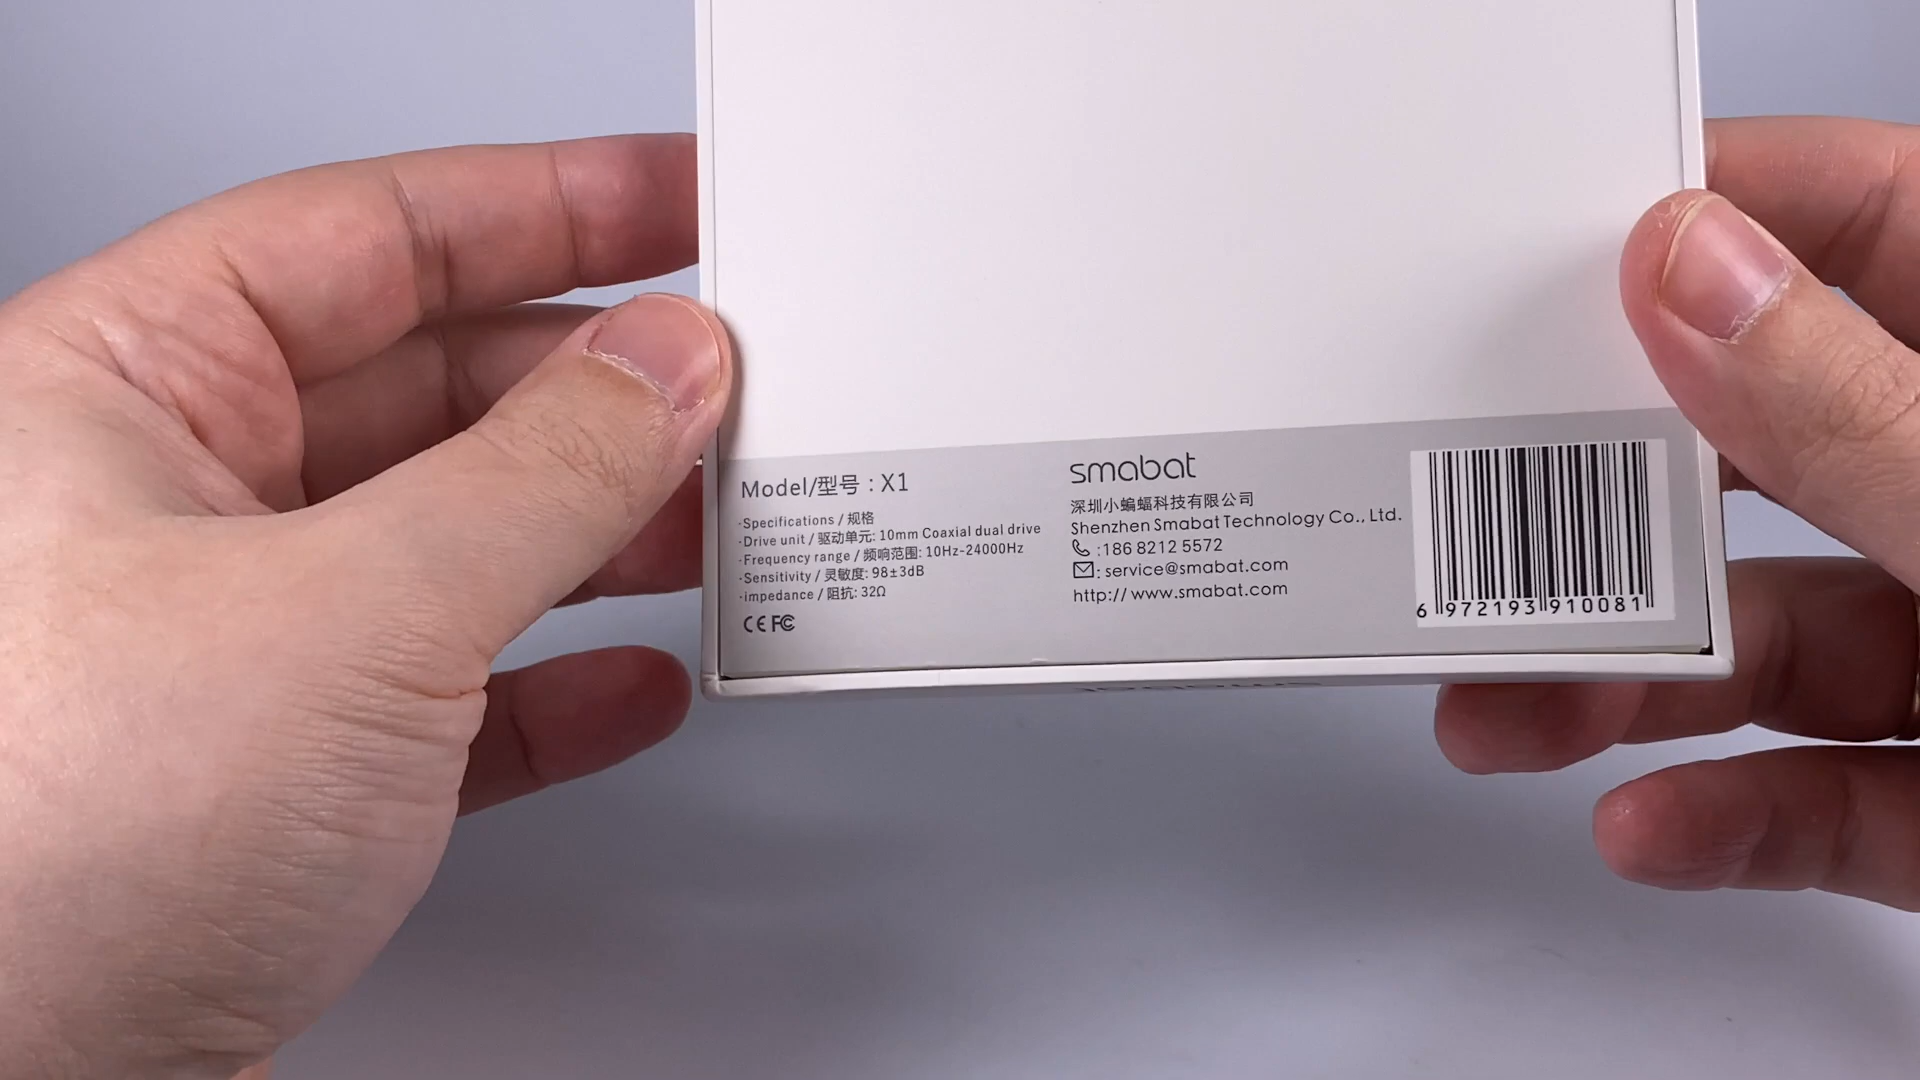 Model/型号 : X1
·Specifications / 规格
·Drive unit / 驱动单元: 10mm Coaxial dual drive
·Frequency range / 频响范围: 10Hz-24000Hz
·Sensitivity / 灵敏度: 98±3dB
·impedance / 阻抗: 32Ω
CE FC
smabat
深圳小蝙蝠科技有限公司
Shenzhen Smabat Technology Co., Ltd.
:186 8212 5572
: service@smabat.com
http:// www.smabat.com
6 972193 910081